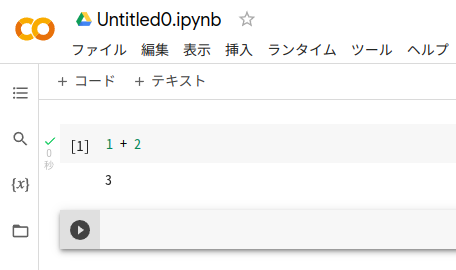 Untitled0.ipynb
ファイル 編集 表示 挿入 ランタイム ツール ヘルプ
+ コード + テキスト
[1] 1 + 2
0
秒
3
{x}